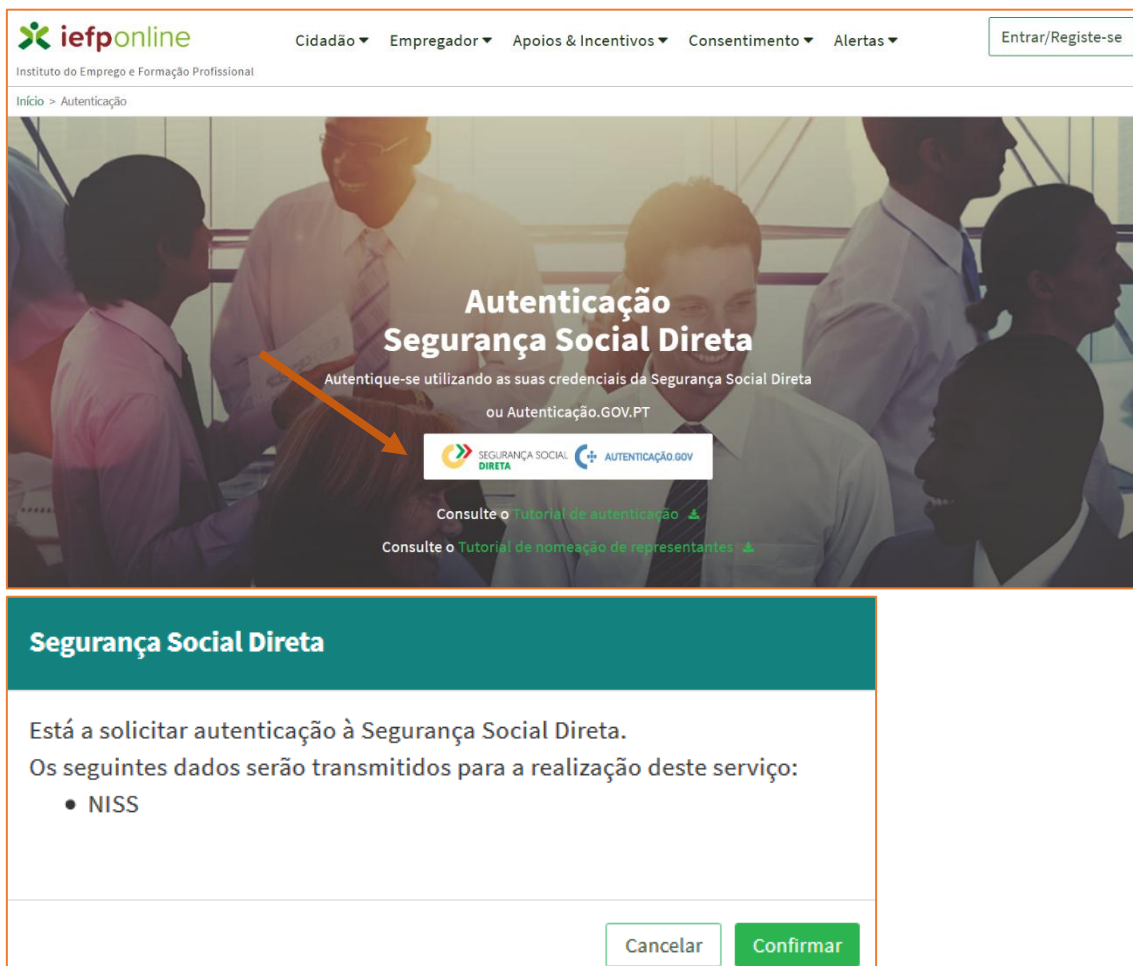 iefponline
Cidadão Empregador Apoios & Incentivos Consentimento Alertas Entrar/Registe-se
Instituto do Emprego e Formação Profissional
Início > Autenticação
Autenticação
Segurança Social Direta
Autentique-se utilizando as suas credenciais da Segurança Social Direta
ou Autenticação.GOV.PT
SEGURANÇA SOCIAL
DIRETA
AUTENTICAÇÃO.GOV
Consulte o Tutorial de autenticação
Consulte o Tutorial de nomeação de representantes
Segurança Social Direta
Está a solicitar autenticação à Segurança Social Direta.
Os seguintes dados serão transmitidos para a realização deste serviço:
• NISS
Cancelar Confirmar